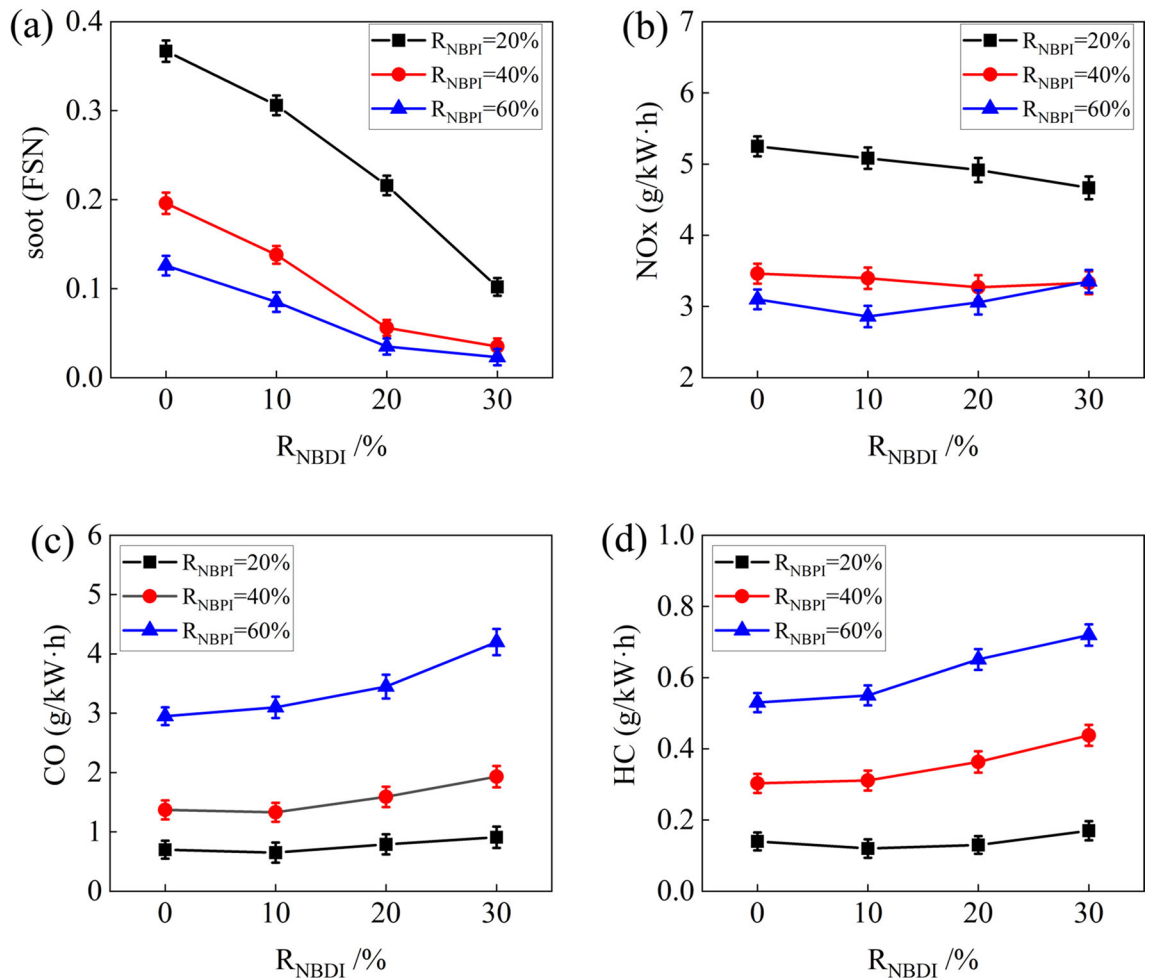 (a)
0.4
0.3
0.2
0.1
0.0
soot (FSN)
R_NBPI=20%
R_NBPI=40%
R_NBPI=60%
0 10 20 30
R_NBDI /%
(b)
7
6
5
4
3
2
NOx (g/kW·h)
R_NBPI=20%
R_NBPI=40%
R_NBPI=60%
0 10 20 30
R_NBDI /%
(c)
6
5
4
3
2
1
0
CO (g/kW·h)
R_NBPI=20%
R_NBPI=40%
R_NBPI=60%
0 10 20 30
R_NBDI /%
(d)
1.0
0.8
0.6
0.4
0.2
0.0
HC (g/kW·h)
R_NBPI=20%
R_NBPI=40%
R_NBPI=60%
0 10 20 30
R_NBDI /%